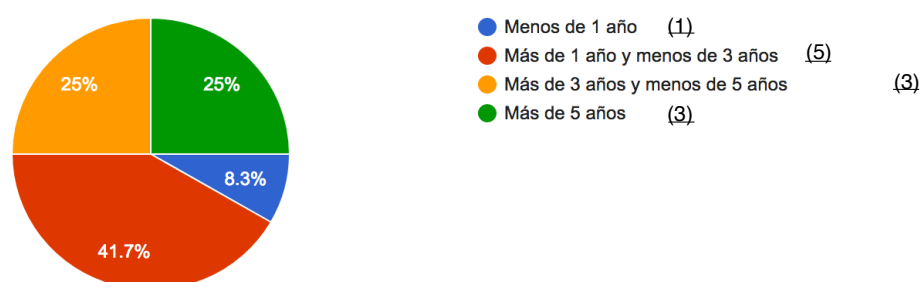 Menos de 1 año (1)
Más de 1 año y menos de 3 años (5)
Más de 3 años y menos de 5 años (3)
Más de 5 años (3)
25% 25%
8.3%
41.7%